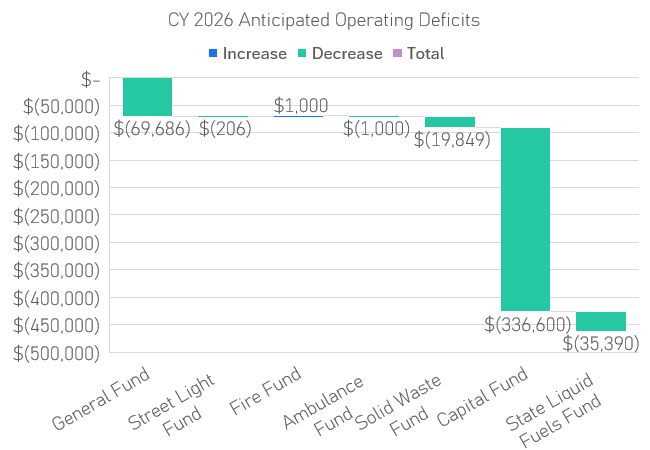 CY 2026 Anticipated Operating Deficits
Increase Decrease Total
$–
$(50,000)
$(100,000)
$(150,000)
$(200,000)
$(250,000)
$(300,000)
$(350,000)
$(400,000)
$(450,000)
$(500,000)
$(69,686)
$(206)
$1,000
$(1,000)
$(19,849)
$(336,600)
$(35,390)
General Fund
Street Light
Fund
Fire Fund
Ambulance
Fund
Solid Waste
Fund
Capital Fund
State Liquid
Fuels Fund